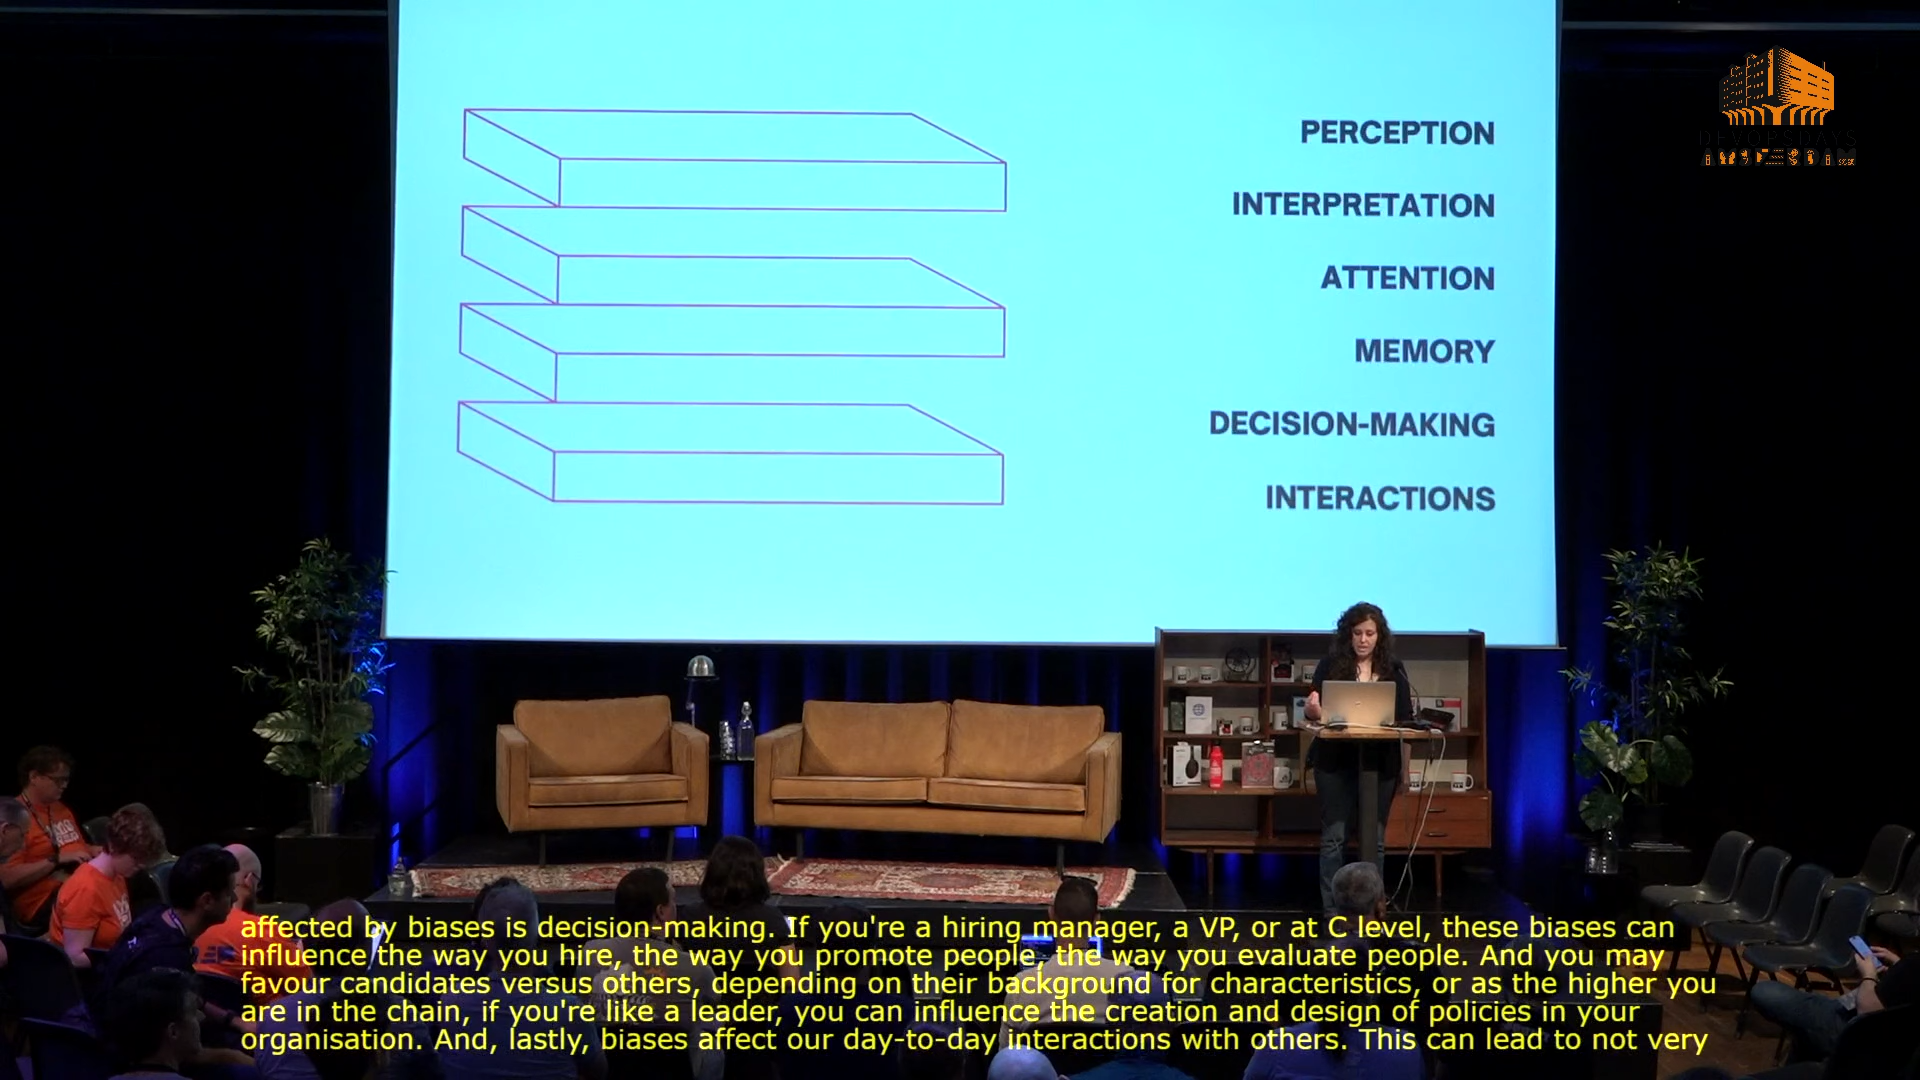 PERCEPTION
INTERPRETATION
ATTENTION
MEMORY
DECISION-MAKING
INTERACTIONS
DEVOPSDAYS
AMSTERDAM
affected by biases is decision-making. If you're a hiring manager, a VP, or at C level, these biases can
influence the way you hire, the way you promote people, the way you evaluate people. And you may
favour candidates versus others, depending on their background for characteristics, or as the higher you
are in the chain, if you're like a leader, you can influence the creation and design of policies in your
organisation. And, lastly, biases affect our day-to-day interactions with others. This can lead to not very